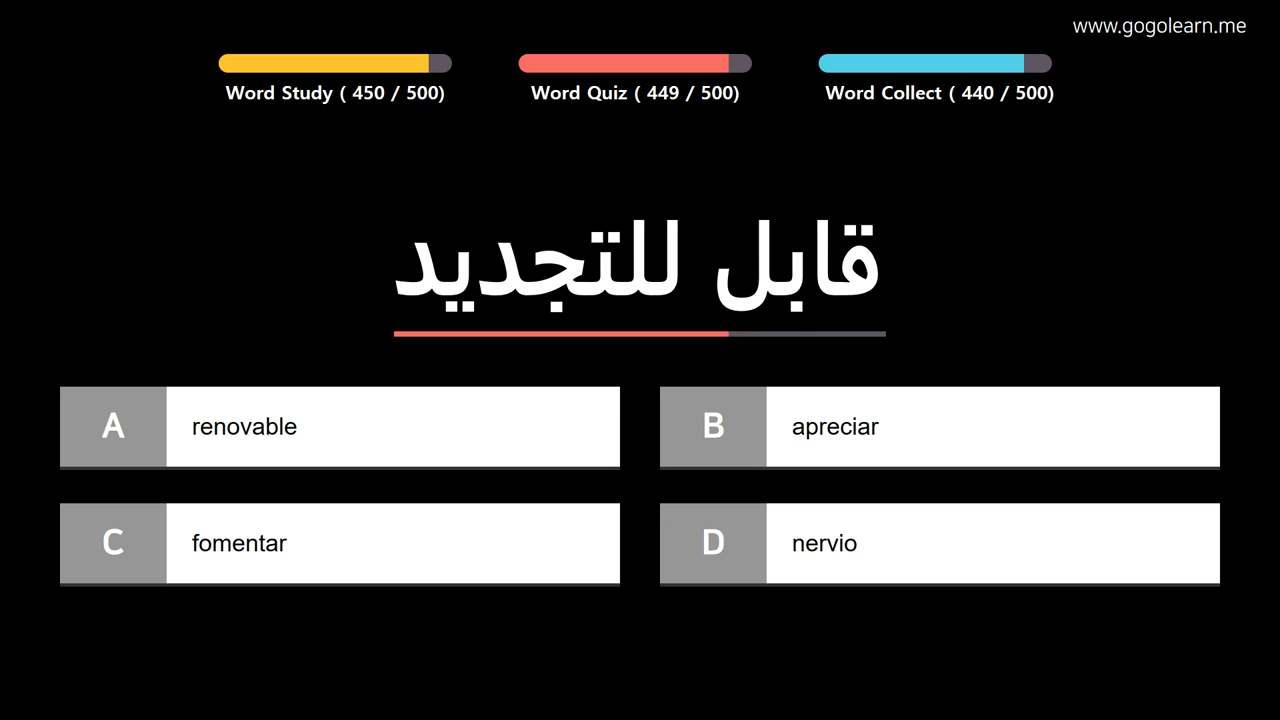 www.gogolearn.me
Word Study ( 450 / 500)
Word Quiz ( 449 / 500)
Word Collect ( 440 / 500)
قابل للتجديد
A renovable
B apreciar
C fomentar
D nervio